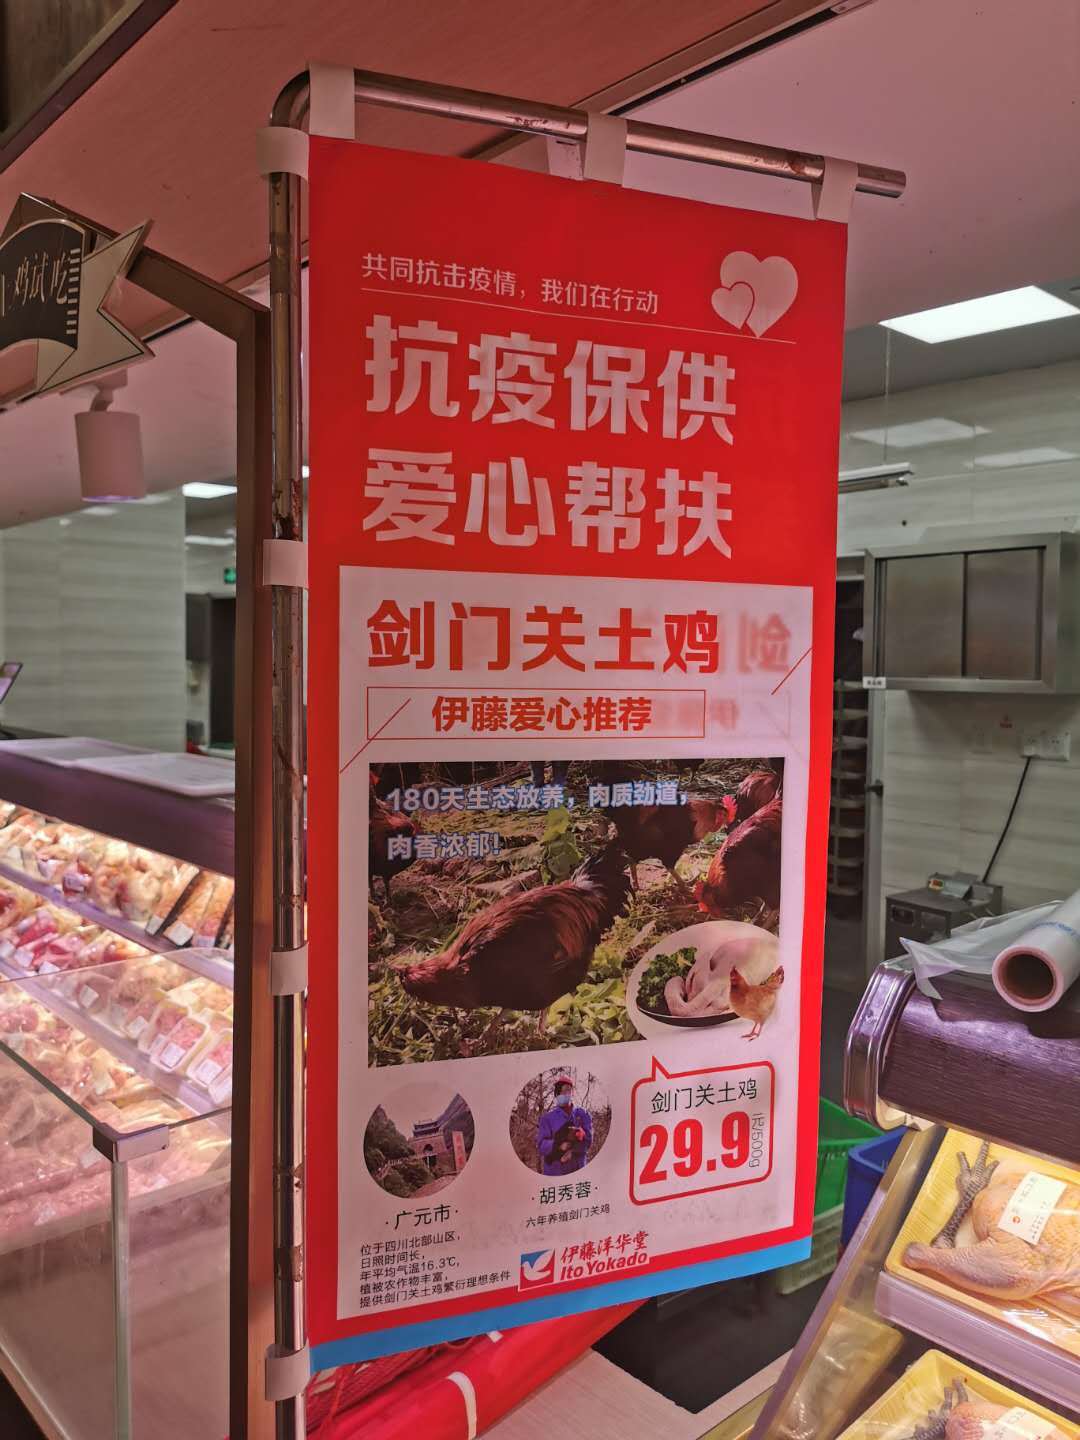 鸡试吃
共同抗击疫情，我们在行动
抗疫保供
爱心帮扶
剑门关土鸡
伊藤爱心推荐
180天生态放养，肉质劲道，
肉香浓郁！
剑门关土鸡
29.9元/500g
·广元市·
位于四川北部山区，
日照时间长，
年平均气温16.3℃，
植被农作物丰富，
提供剑门关土鸡繁衍理想条件
·胡秀蓉·
六年养殖剑门关鸡
伊藤洋华堂
Ito Yokado